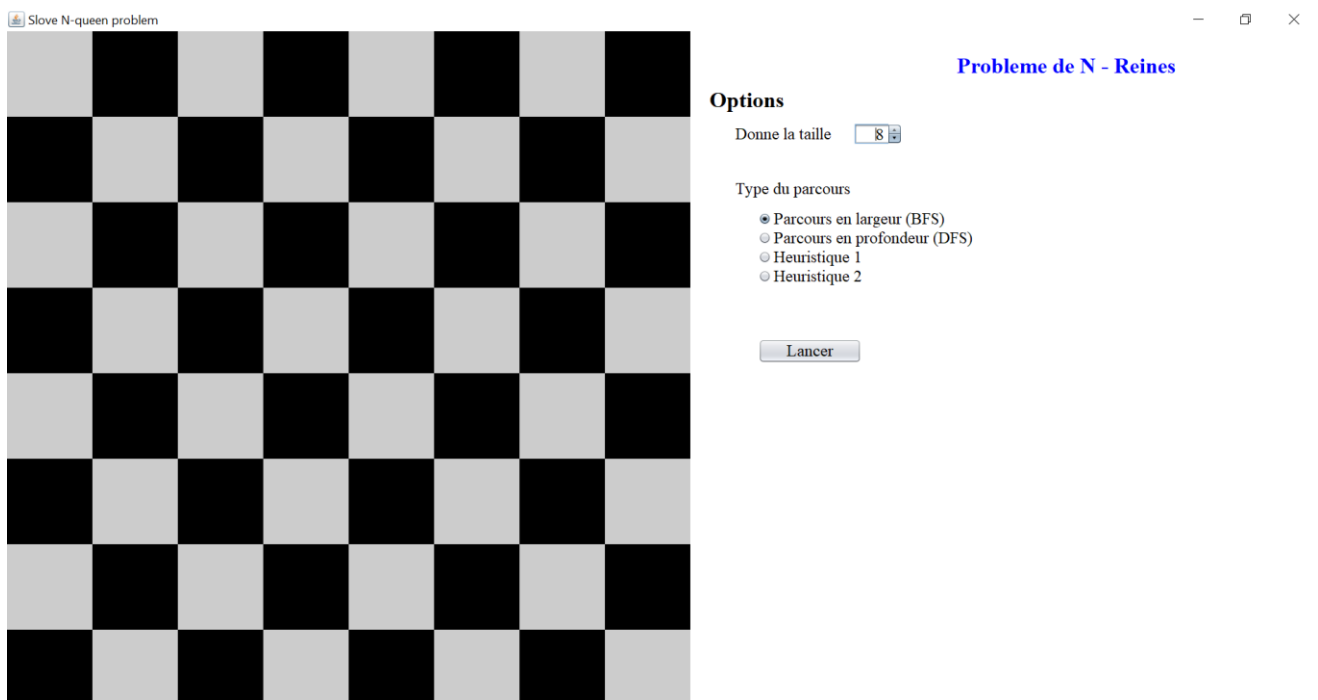 Slove N-queen problem
Probleme de N - Reines
Options
Donne la taille 8
Type du parcours
Parcours en largeur (BFS)
Parcours en profondeur (DFS)
Heuristique 1
Heuristique 2
Lancer